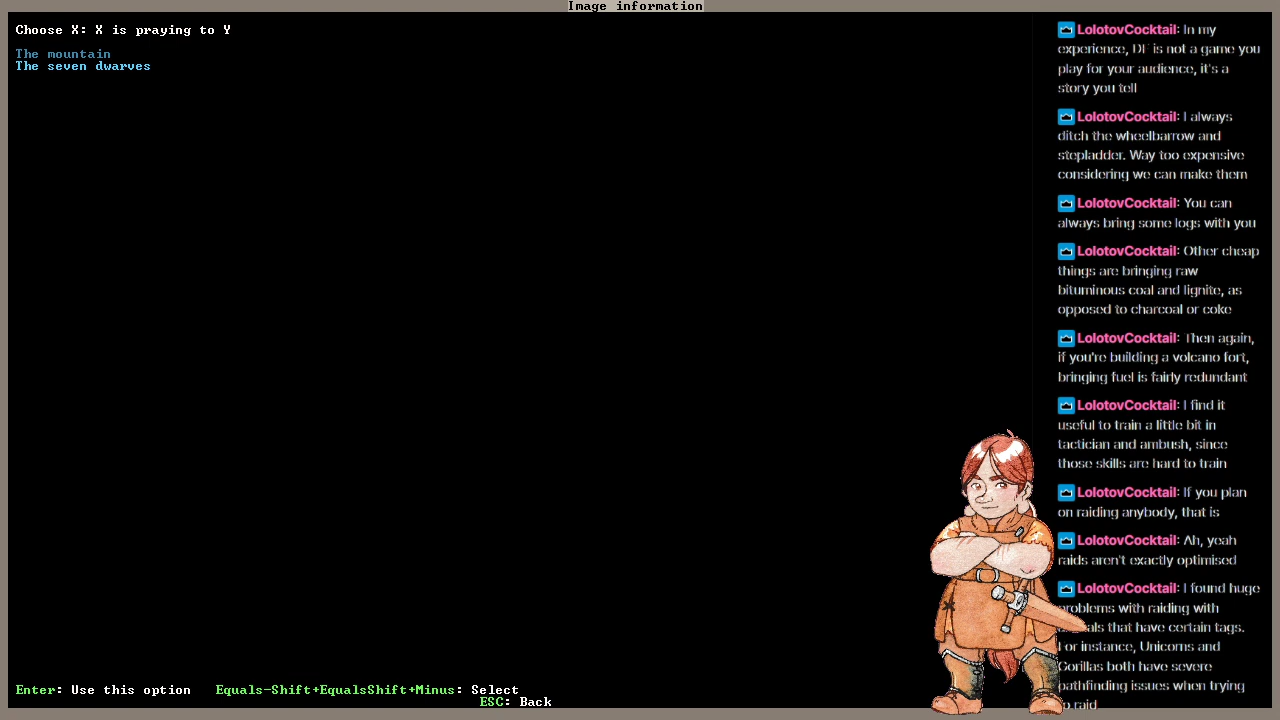 Image information
Choose X: X is praying to Y
The mountain
The seven dwarves
Enter: Use this option   Equals-Shift+EqualsShift+Minus: Select
ESC: Back
LolotovCocktail: In my
experience, DF is not a game you
play for your audience, it's a
story you tell
LolotovCocktail: I always
ditch the wheelbarrow and
stepladder. Way too expensive
considering we can make them
LolotovCocktail: You can
always bring some logs with you
LolotovCocktail: Other cheap
things are bringing raw
bituminous coal and lignite, as
opposed to charcoal or coke
LolotovCocktail: Then again,
if you're building a volcano fort,
bringing fuel is fairly redundant
LolotovCocktail: I find it
useful to train a little bit in
tactician and ambush, since
those skills are hard to train
LolotovCocktail: If you plan
on raiding anybody, that is
LolotovCocktail: Ah, yeah
raids aren't exactly optimised
LolotovCocktail: I found huge
problems with raiding with
that have certain tags.
For instance, Unicorns and
Gorillas both have severe
pathfinding issues when trying
to raid